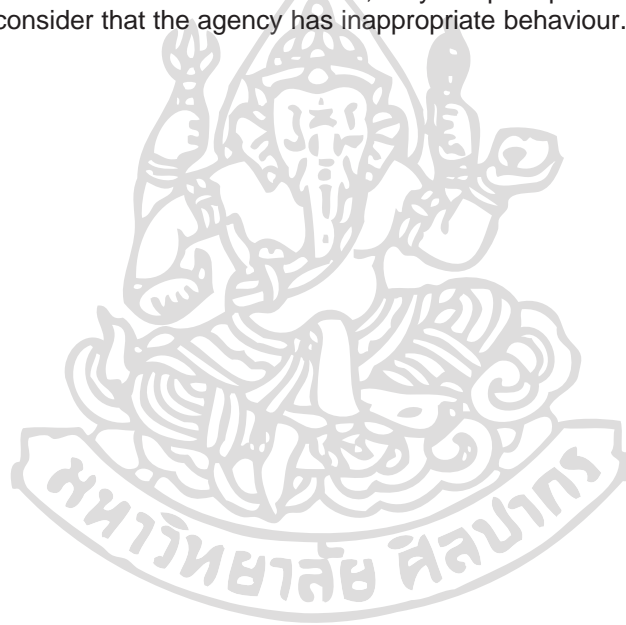 consider that the agency has inappropriate behaviour.
มหาวิทยาลัย ศิลปากร